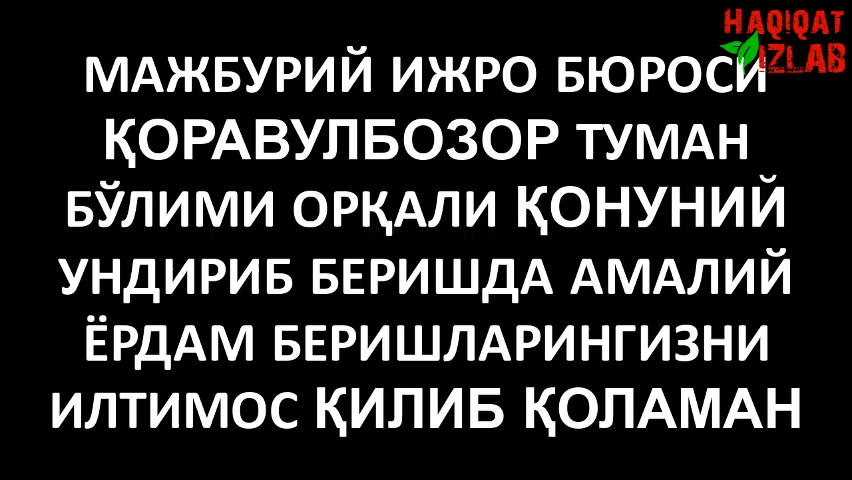 HAQIQAT
IZLAB
МАЖБУРИЙ ИЖРО БЮРОСИ
ҚОРАВУЛБОЗОР ТУМАН
БЎЛИМИ ОРҚАЛИ ҚОНУНИЙ
УНДИРИБ БЕРИШДА АМАЛИЙ
ЁРДАМ БЕРИШЛАРИНГИЗНИ
ИЛТИМОС ҚИЛИБ ҚОЛАМАН